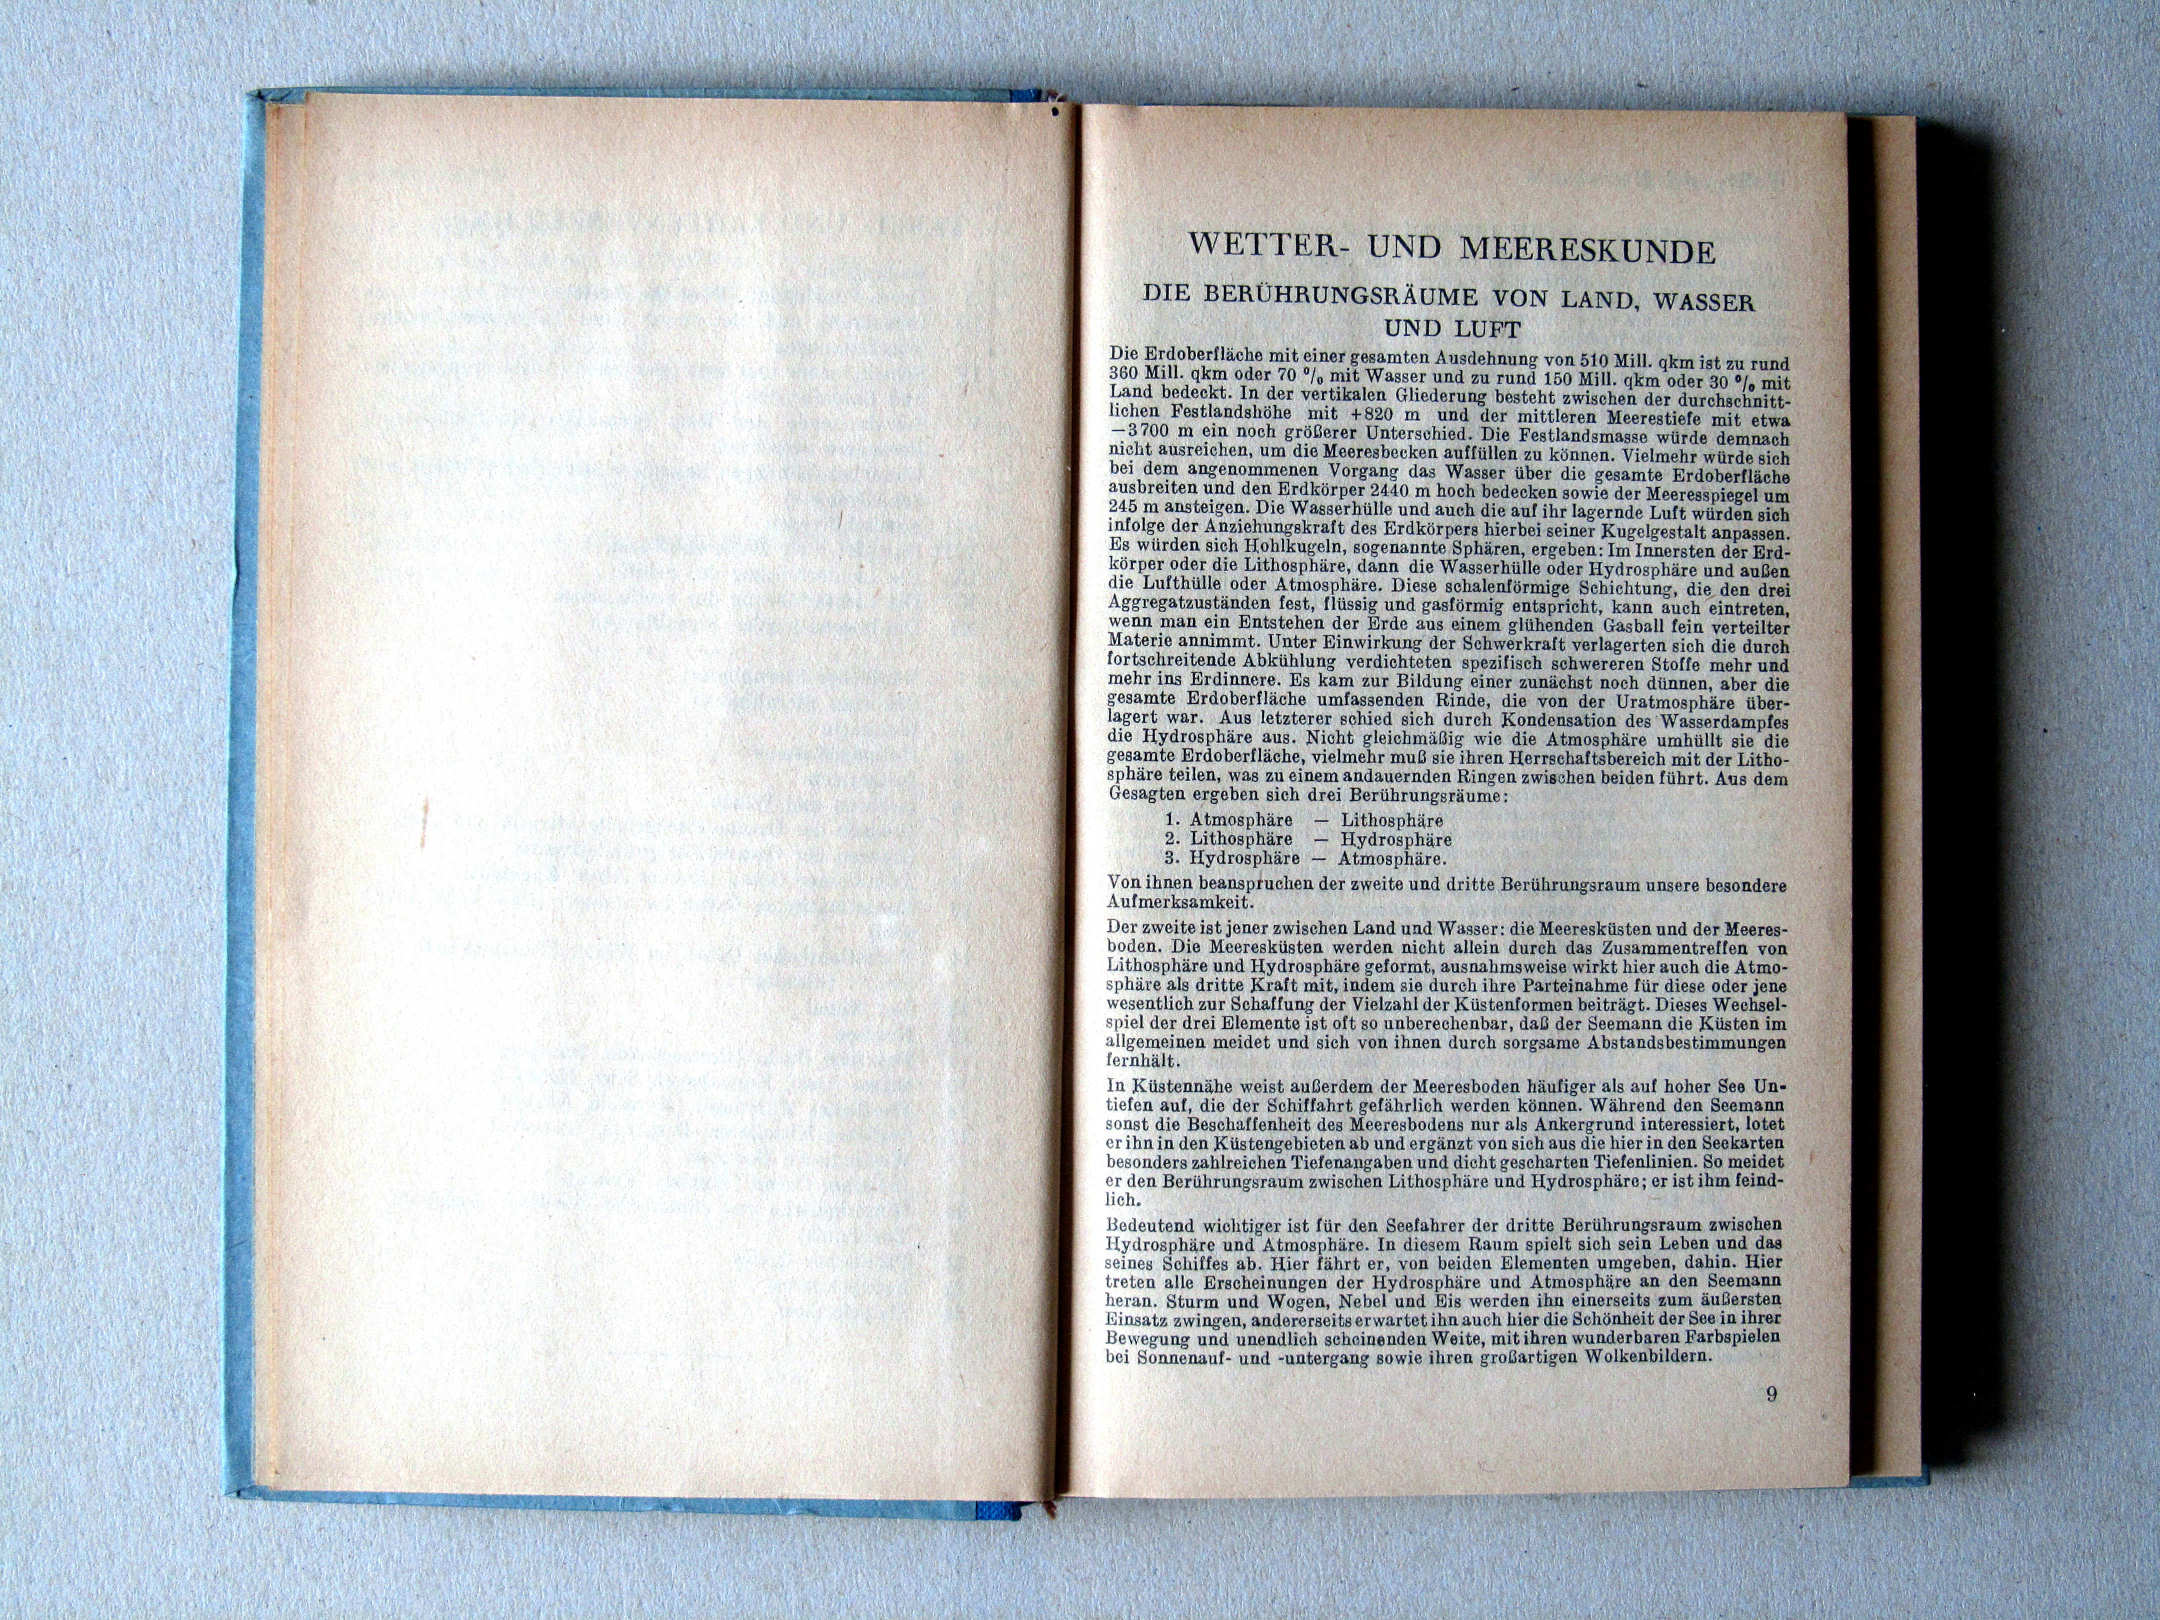 WETTER- UND MEERESKUNDE
DIE BERÜHRUNGSRÄUME VON LAND, WASSER
UND LUFT
Die Erdoberfläche mit einer gesamten Ausdehnung von 510 Mill. qkm ist zu rund
360 Mill. qkm oder 70 % mit Wasser und zu rund 150 Mill. qkm oder 30 % mit
Land bedeckt. In der vertikalen Gliederung besteht zwischen der durchschnitt-
lichen Festlandshöhe mit +820 m und der mittleren Meerestiefe mit etwa
—3700 m ein noch größerer Unterschied. Die Festlandsmasse würde demnach
nicht ausreichen, um die Meeresbecken auffüllen zu können. Vielmehr würde sich
bei dem angenommenen Vorgang das Wasser über die gesamte Erdoberfläche
ausbreiten und den Erdkörper 2440 m hoch bedecken sowie der Meeresspiegel um
245 m ansteigen. Die Wasserhülle und auch die auf ihr lagernde Luft würden sich
infolge der Anziehungskraft des Erdkörpers hierbei seiner Kugelgestalt anpassen.
Es würden sich Hohlkugeln, sogenannte Sphären, ergeben: Im Innersten der Erd-
körper oder die Lithosphäre, dann die Wasserhülle oder Hydrosphäre und außen
die Lufthülle oder Atmosphäre. Diese schalenförmige Schichtung, die den drei
Aggregatzuständen fest, flüssig und gasförmig entspricht, kann auch eintreten,
wenn man ein Entstehen der Erde aus einem glühenden Gasball fein verteilter
Materie annimmt. Unter Einwirkung der Schwerkraft verlagerten sich die durch
fortschreitende Abkühlung verdichteten spezifisch schwereren Stoffe mehr und
mehr ins Erdinnere. Es kam zur Bildung einer zunächst noch dünnen, aber die
gesamte Erdoberfläche umfassenden Rinde, die von der Uratmosphäre über-
lagert war. Aus letzterer schied sich durch Kondensation des Wasserdampfes
die Hydrosphäre aus. Nicht gleichmäßig wie die Atmosphäre umhüllt sie die
gesamte Erdoberfläche, vielmehr muß sie ihren Herrschaftsbereich mit der Litho-
sphäre teilen, was zu einem andauernden Ringen zwischen beiden führt. Aus dem
Gesagten ergeben sich drei Berührungsräume:
1. Atmosphäre — Lithosphäre
2. Lithosphäre — Hydrosphäre
3. Hydrosphäre — Atmosphäre.
Von ihnen beanspruchen der zweite und dritte Berührungsraum unsere besondere
Aufmerksamkeit.
Der zweite ist jener zwischen Land und Wasser: die Meeresküsten und der Meeres-
boden. Die Meeresküsten werden nicht allein durch das Zusammentreffen von
Lithosphäre und Hydrosphäre geformt, ausnahmsweise wirkt hier auch die Atmo-
sphäre als dritte Kraft mit, indem sie durch ihre Parteinahme für diese oder jene
wesentlich zur Schaffung der Vielzahl der Küstenformen beiträgt. Dieses Wechsel-
spiel der drei Elemente ist oft so unberechenbar, daß der Seemann die Küsten im
allgemeinen meidet und sich von ihnen durch sorgsame Abstandsbestimmungen
fernhält.
In Küstennähe weist außerdem der Meeresboden häufiger als auf hoher See Un-
tiefen auf, die der Schiffahrt gefährlich werden können. Während den Seemann
sonst die Beschaffenheit des Meeresbodens nur als Ankergrund interessiert, lotet
er ihn in den Küstengebieten ab und ergänzt von sich aus die hier in den Seekarten
besonders zahlreichen Tiefenangaben und dicht gescharten Tiefenlinien. So meidet
er den Berührungsraum zwischen Lithosphäre und Hydrosphäre; er ist ihm feind-
lich.
Bedeutend wichtiger ist für den Seefahrer der dritte Berührungsraum zwischen
Hydrosphäre und Atmosphäre. In diesem Raum spielt sich sein Leben und das
seines Schiffes ab. Hier fährt er, von beiden Elementen umgeben, dahin. Hier
treten alle Erscheinungen der Hydrosphäre und Atmosphäre an den Seemann
heran. Sturm und Wogen, Nebel und Eis werden ihn einerseits zum äußersten
Einsatz zwingen, andererseits erwartet ihn auch hier die Schönheit der See in ihrer
Bewegung und unendlich scheinenden Weite, mit ihren wunderbaren Farbspielen
bei Sonnenauf- und -untergang sowie ihren großartigen Wolkenbildern.
9